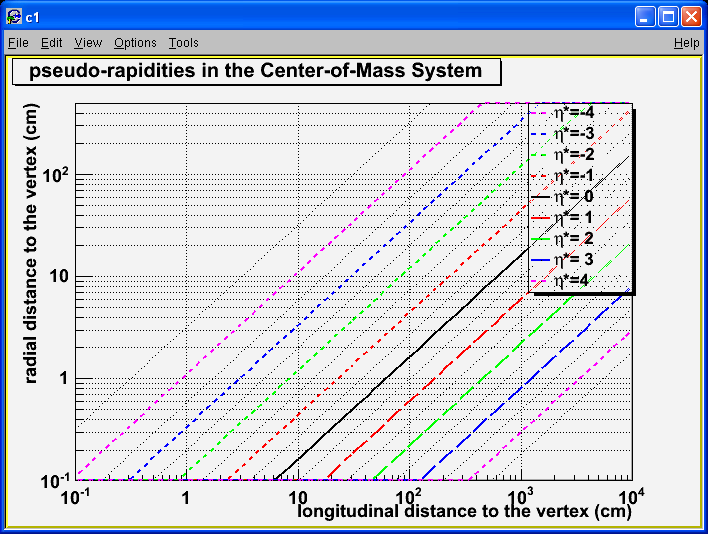 c1
File Edit View Options Tools Help
pseudo-rapidities in the Center-of-Mass System
radial distance to the vertex (cm)
η*=-4
η*=-3
η*=-2
η*=-1
η*= 0
η*= 1
η*= 2
η*= 3
η*=4
10²
10
1
10⁻¹
10⁻¹ 1 10 10² 10³ 10⁴
longitudinal distance to the vertex (cm)